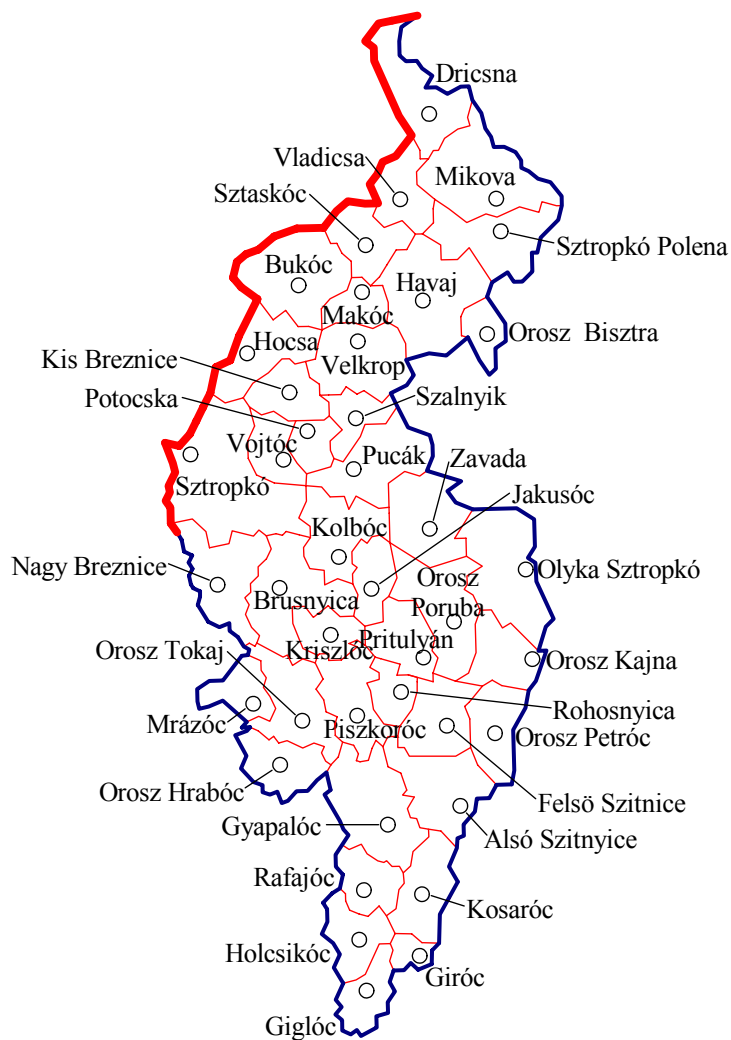 Dricsna
Vladicsa
Mikova
Sztaskóc
Sztropkó Polena
Bukóc
Havaj
Makóc
Orosz Bisztra
Hocsa
Kis Breznice
Velkrop
Potocska
Szalnyik
Vojtóc
Pucák
Zavada
Sztropkó
Jakusóc
Kolbóc
Nagy Breznice
Orosz
Poruba
Olyka Sztropkó
Brusnyica
Orosz Tokaj
Kriszlóc
Pritulyán
Orosz Kajna
Mrázóc
Piszkoróc
Rohosnyica
Orosz Petróc
Orosz Hrabóc
Felsö Szitnice
Gyapalóc
Alsó Szitnyice
Rafajóc
Kosaróc
Holcsikóc
Giróc
Giglóc